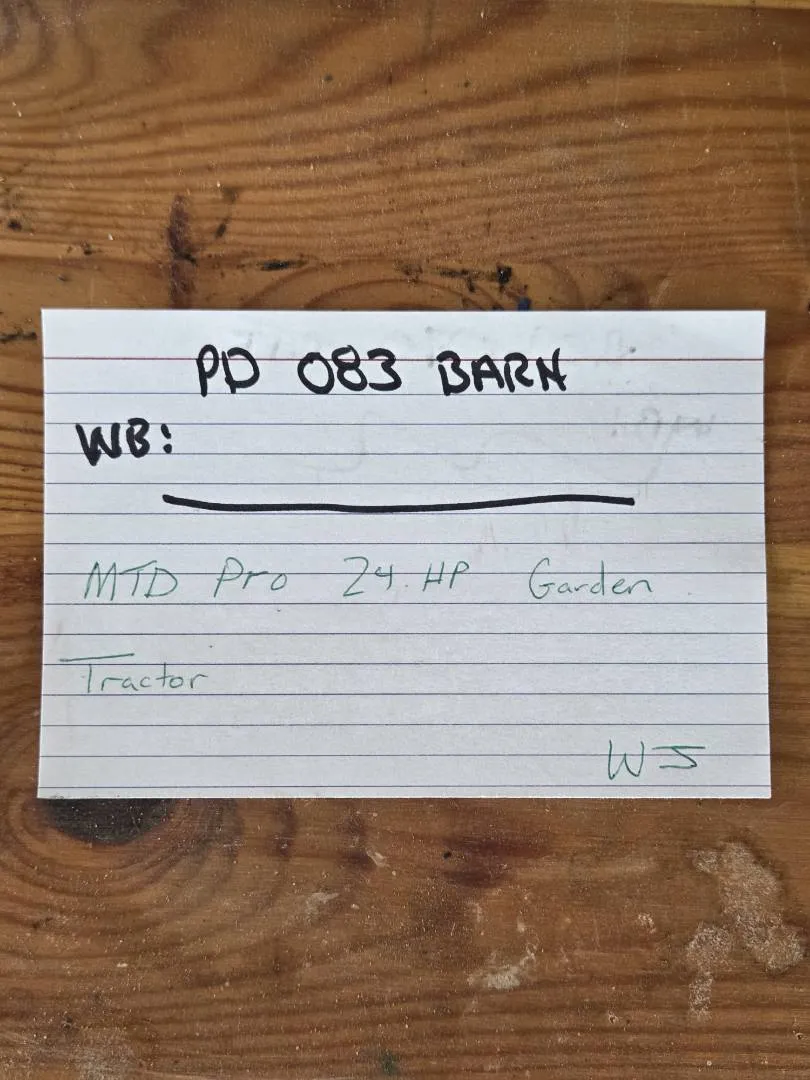 PD 083 BARN
WB:
MTD Pro 24 HP Garden
Tractor
WJ